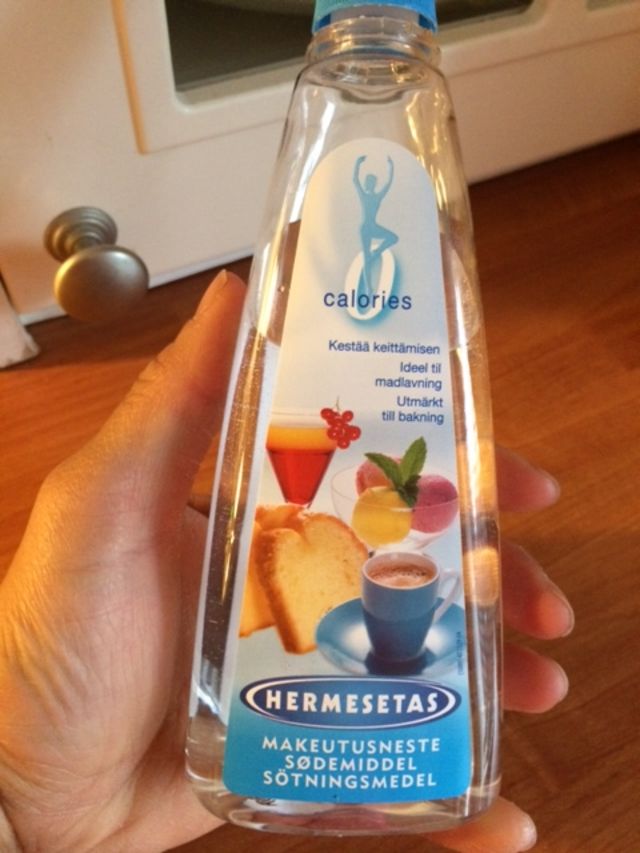 0
calories
Kestää keittämisen
Ideel til
madlavning
Utmärkt
till bakning
HERMESETAS
MAKEUTUSNESTE
SØDEMIDDEL
SÖTNINGSMEDEL